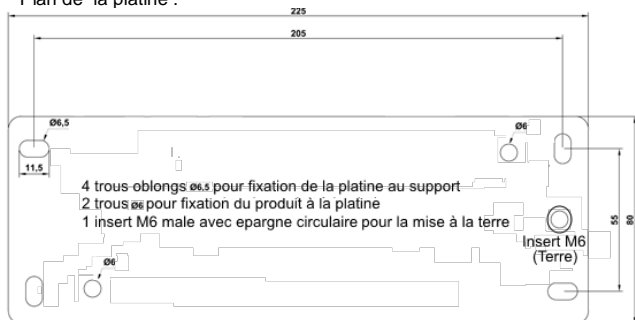 Plan de la platine :
225
205
Ø6,5
Ø6
11,5
4 trous oblongs Ø6,5 pour fixation de la platine au support
2 trous Ø6 pour fixation du produit à la platine
1 insert M6 male avec epargne circulaire pour la mise à la terre
55
80
Insert M6
(Terre)
Ø6